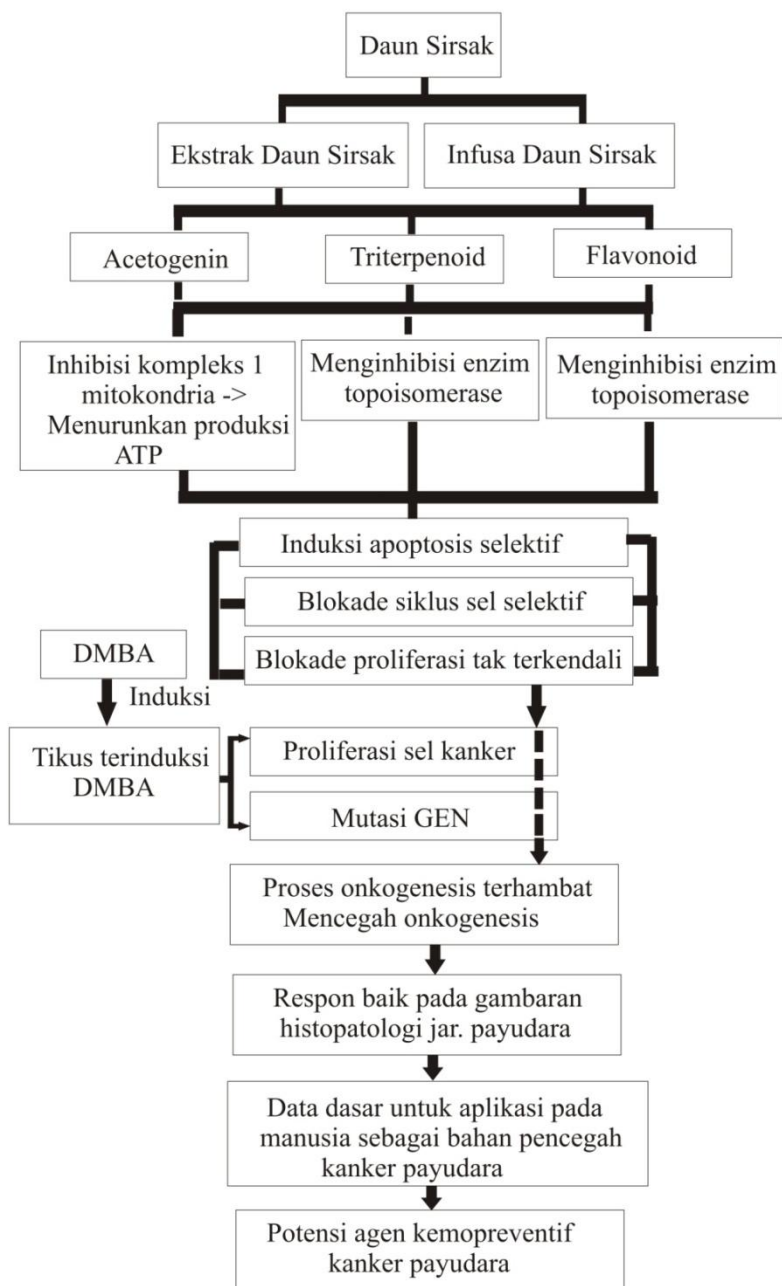 Daun Sirsak
Ekstrak Daun Sirsak
Infusa Daun Sirsak
Acetogenin
Triterpenoid
Flavonoid
Inhibisi kompleks 1
mitokondria ->
Menurunkan produksi
ATP
Menginhibisi enzim
topoisomerase
Menginhibisi enzim
topoisomerase
Induksi apoptosis selektif
Blokade siklus sel selektif
Blokade proliferasi tak terkendali
DMBA
Induksi
Tikus terinduksi
DMBA
Proliferasi sel kanker
Mutasi GEN
Proses onkogenesis terhambat
Mencegah onkogenesis
Respon baik pada gambaran
histopatologi jar. payudara
Data dasar untuk aplikasi pada
manusia sebagai bahan pencegah
kanker payudara
Potensi agen kemopreventif
kanker payudara